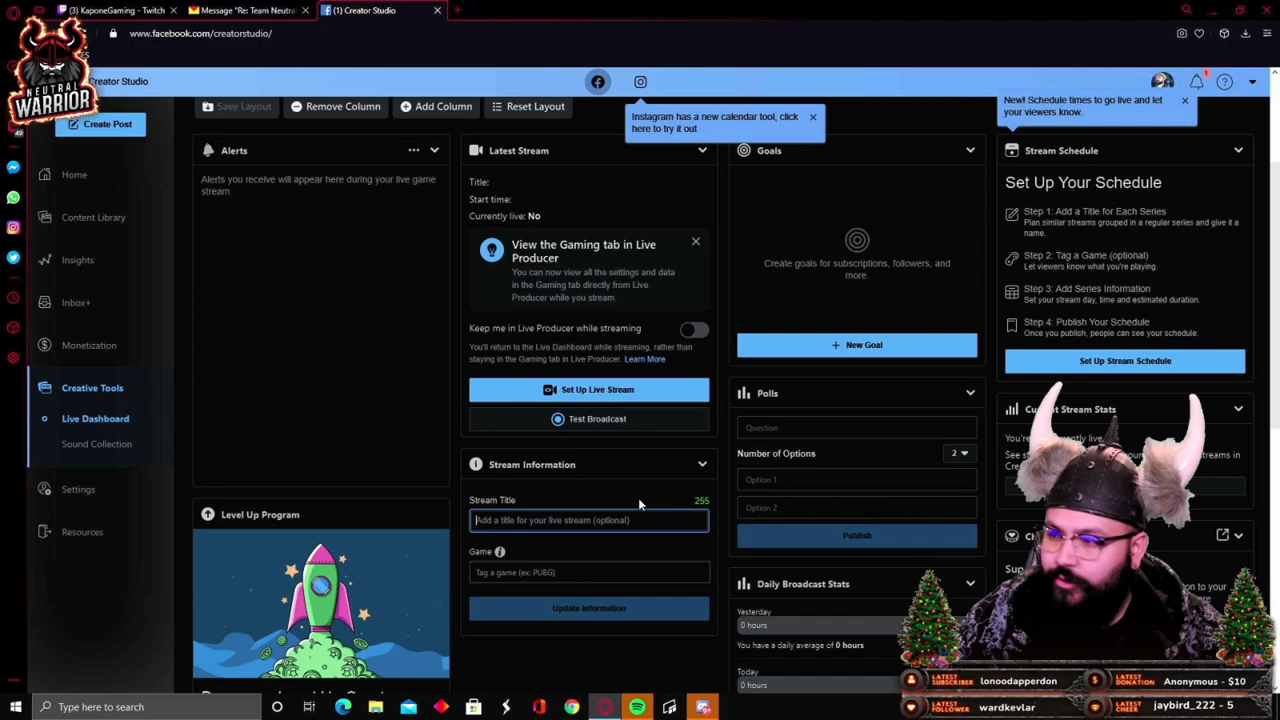 (3) KaponeGaming - Twitch
Message "Re: Team Neutral
(1) Creator Studio
www.facebook.com/creatorstudio/
Creator Studio
NEUTRAL
WARRIOR
Create Post
49
Home
Content Library
Insights
Inbox+
Monetization
Creative Tools
Live Dashboard
Sound Collection
Settings
Resources
Save Layout
Remove Column
Add Column
Reset Layout
Instagram has a new calendar tool, click
here to try it out
1
New! Schedule times to go live and let
your viewers know.
Alerts
Alerts you receive will appear here during your live game
stream.
Level Up Program
Latest Stream
Title:
Start time:
Currently live: No
View the Gaming tab in Live
Producer
You can now view all the settings and data
in the Gaming tab directly from Live
Producer while you stream.
Keep me in Live Producer while streaming
You'll return to the Live Dashboard while streaming, rather than
staying in the Gaming tab in Live Producer. Learn More
Set Up Live Stream
Test Broadcast
Stream Information
Stream Title
255
Add a title for your live stream (optional)
Game
Tag a game (ex: PUBG)
Update Information
Goals
Create goals for subscriptions, followers, and
more.
+ New Goal
Polls
Question
Number of Options
2
Option 1
Option 2
Publish
Daily Broadcast Stats
Yesterday
0 hours
You have a daily average of 0 hours
Today
0 hours
Stream Schedule
Set Up Your Schedule
Step 1: Add a Title for Each Series
Plan similar streams grouped in a regular series and give it a
name.
Step 2: Tag a Game (optional)
Let viewers know what you're playing.
Step 3: Add Series Information
Set your stream day, time and estimated duration.
Step 4: Publish Your Schedule
Once you publish, people can see your schedule.
Set Up Stream Schedule
Stream Stats
LATEST
SUBSCRIBER
lonoodapperdon
LATEST
DONATION
Anonymous - $10
LATEST
FOLLOWER
wardkevlar
LATEST
CHEER
jaybird_222 - 5
Type here to search